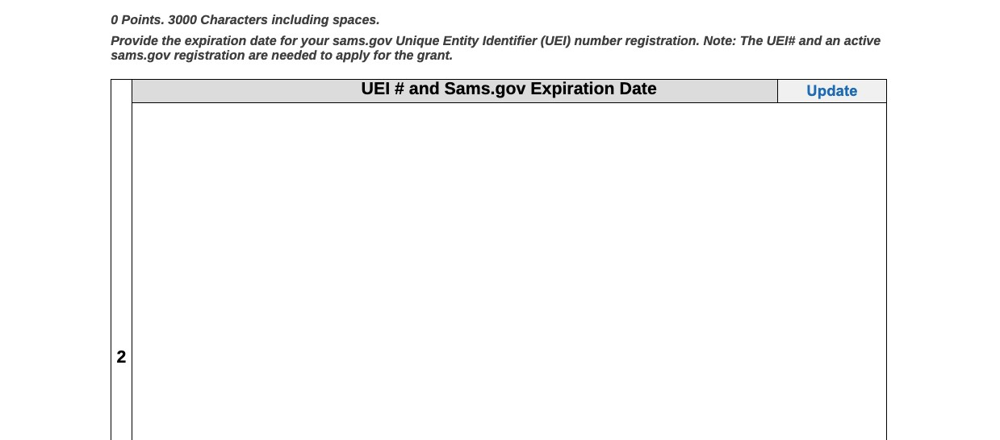 0 Points. 3000 Characters including spaces.
Provide the expiration date for your sams.gov Unique Entity Identifier (UEI) number registration. Note: The UEI# and an active
sams.gov registration are needed to apply for the grant.
UEI # and Sams.gov Expiration Date
Update
2